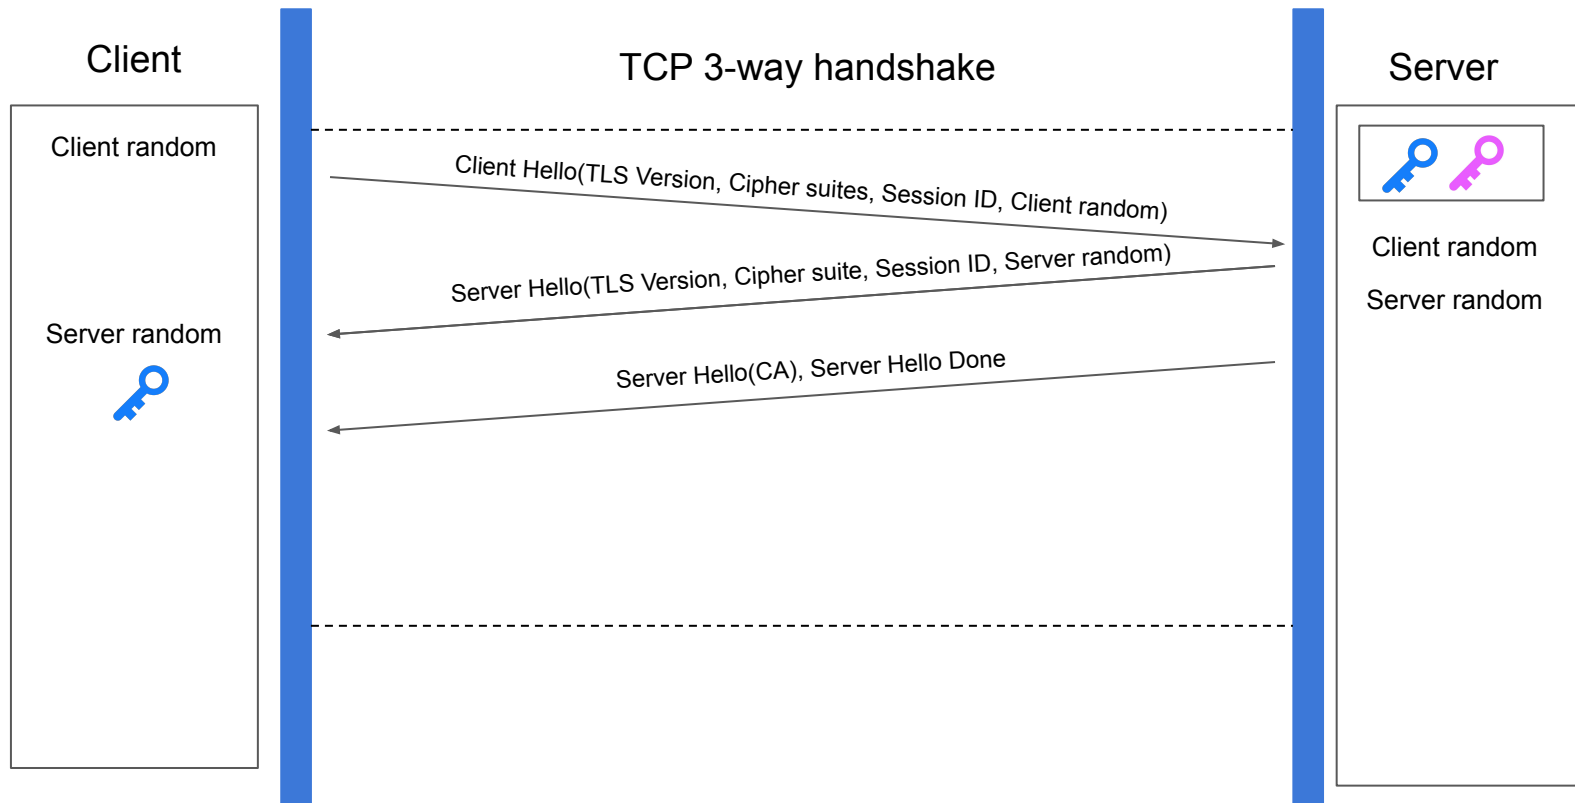 Client
TCP 3-way handshake
Server
Client random
Client Hello(TLS Version, Cipher suites, Session ID, Client random)
Client random
Server Hello(TLS Version, Cipher suite, Session ID, Server random)
Server random
Server random
Server Hello(CA), Server Hello Done